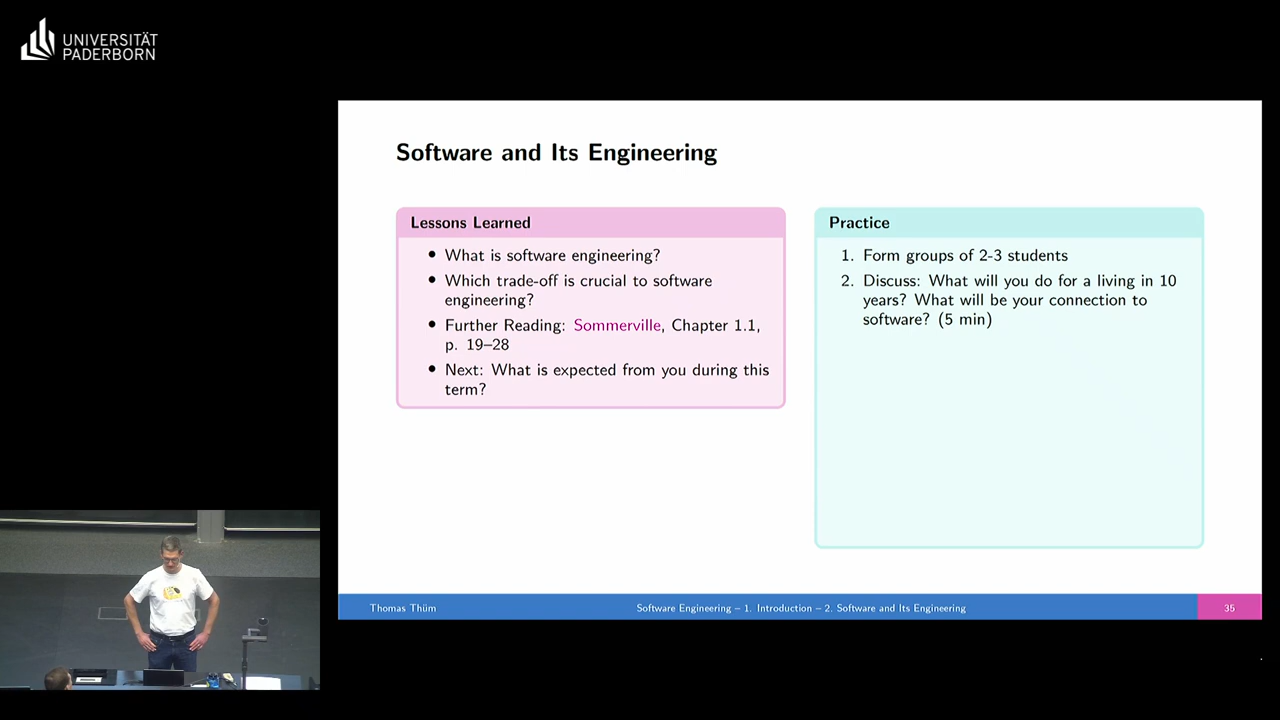 UNIVERSITÄT
PADERBORN
Software and Its Engineering
Lessons Learned
• What is software engineering?
• Which trade-off is crucial to software
engineering?
• Further Reading: Sommerville, Chapter 1.1,
p. 19–28
• Next: What is expected from you during this
term?
Practice
1. Form groups of 2-3 students
2. Discuss: What will you do for a living in 10
years? What will be your connection to
software? (5 min)
Thomas Thüm
Software Engineering – 1. Introduction – 2. Software and Its Engineering
35